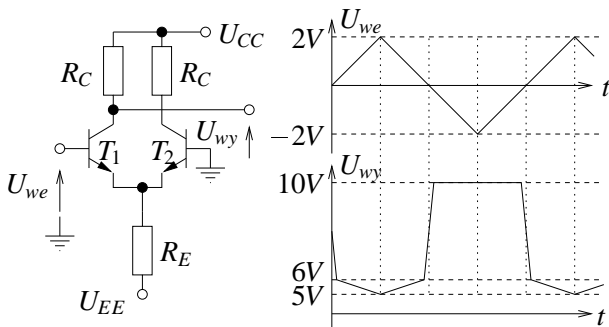 U_CC
R_C R_C
U_wy
T_1 T_2
U_we
R_E
U_EE
U_we
2V
t
−2V
U_wy
10V
6V
5V
t